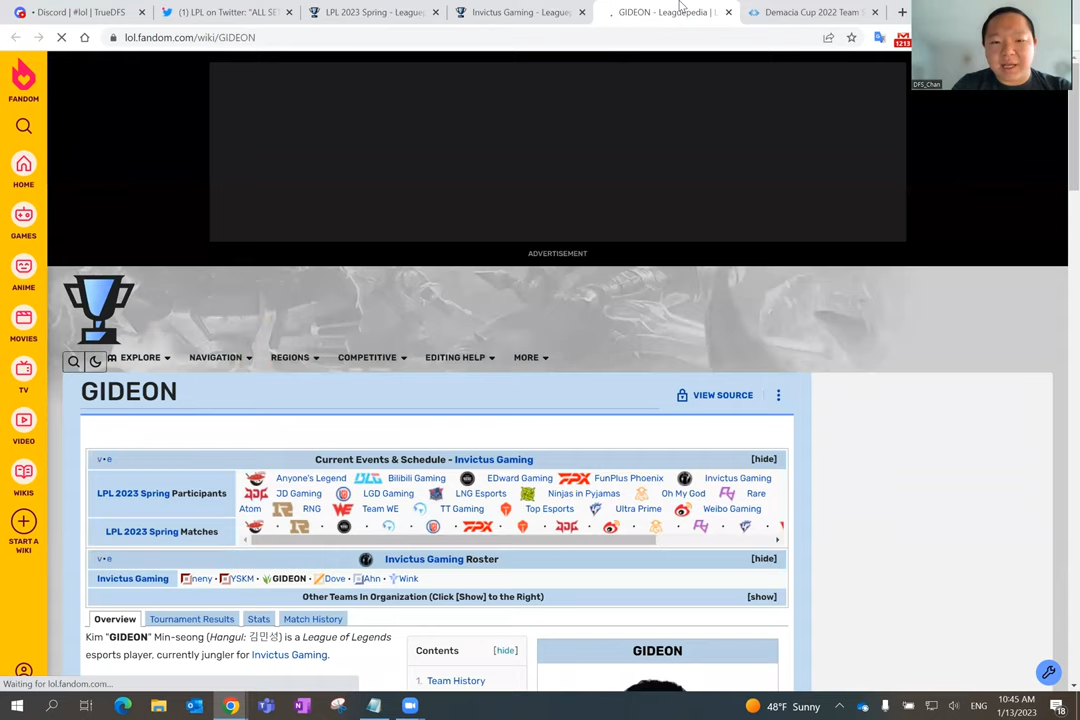 Discord | #lol | TrueDFS
(1) LPL on Twitter: "ALL SE
LPL 2023 Spring - Leaguep
Invictus Gaming - Leaguep
GIDEON - Leaguepedia | L
Demacia Cup 2022 Team S
lol.fandom.com/wiki/GIDEON
1213
DFS_Chan
FANDOM
HOME
GAMES
ANIME
MOVIES
TV
VIDEO
WIKIS
START A
WIKI
ADVERTISEMENT
EXPLORE NAVIGATION REGIONS COMPETITIVE EDITING HELP MORE
GIDEON
VIEW SOURCE
v•e Current Events & Schedule - Invictus Gaming [hide]
LPL 2023 Spring Participants
Anyone's Legend Bilibili Gaming EDward Gaming FunPlus Phoenix Invictus Gaming
JD Gaming LGD Gaming LNG Esports Ninjas in Pyjamas Oh My God Rare
Atom RNG Team WE TT Gaming Top Esports Ultra Prime Weibo Gaming
LPL 2023 Spring Matches
v•e Invictus Gaming Roster [hide]
Invictus Gaming neny • YSKM • GIDEON • Dove • Ahn • Wink
Other Teams In Organization (Click [Show] to the Right) [show]
Overview Tournament Results Stats Match History
Kim "GIDEON" Min-seong (Hangul: 김민성) is a League of Legends
esports player, currently jungler for Invictus Gaming.
Contents [hide]
1. Team History
GIDEON
Waiting for lol.fandom.com...
48°F Sunny
ENG
10:45 AM
1/13/2023
18